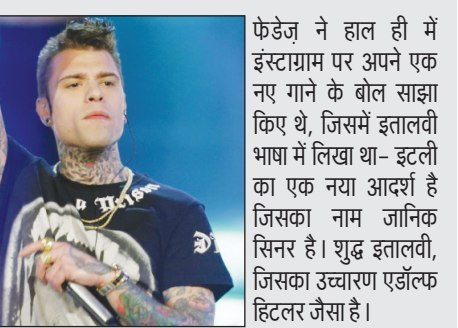 फेडेज़ ने हाल ही में
इंस्टाग्राम पर अपने एक
नए गाने के बोल साझा
किए थे, जिसमें इतालवी
भाषा में लिखा था– इटली
का एक नया आदर्श है
जिसका नाम जानिक
सिनर है। शुद्ध इतालवी,
जिसका उच्चारण एडॉल्फ
हिटलर जैसा है।